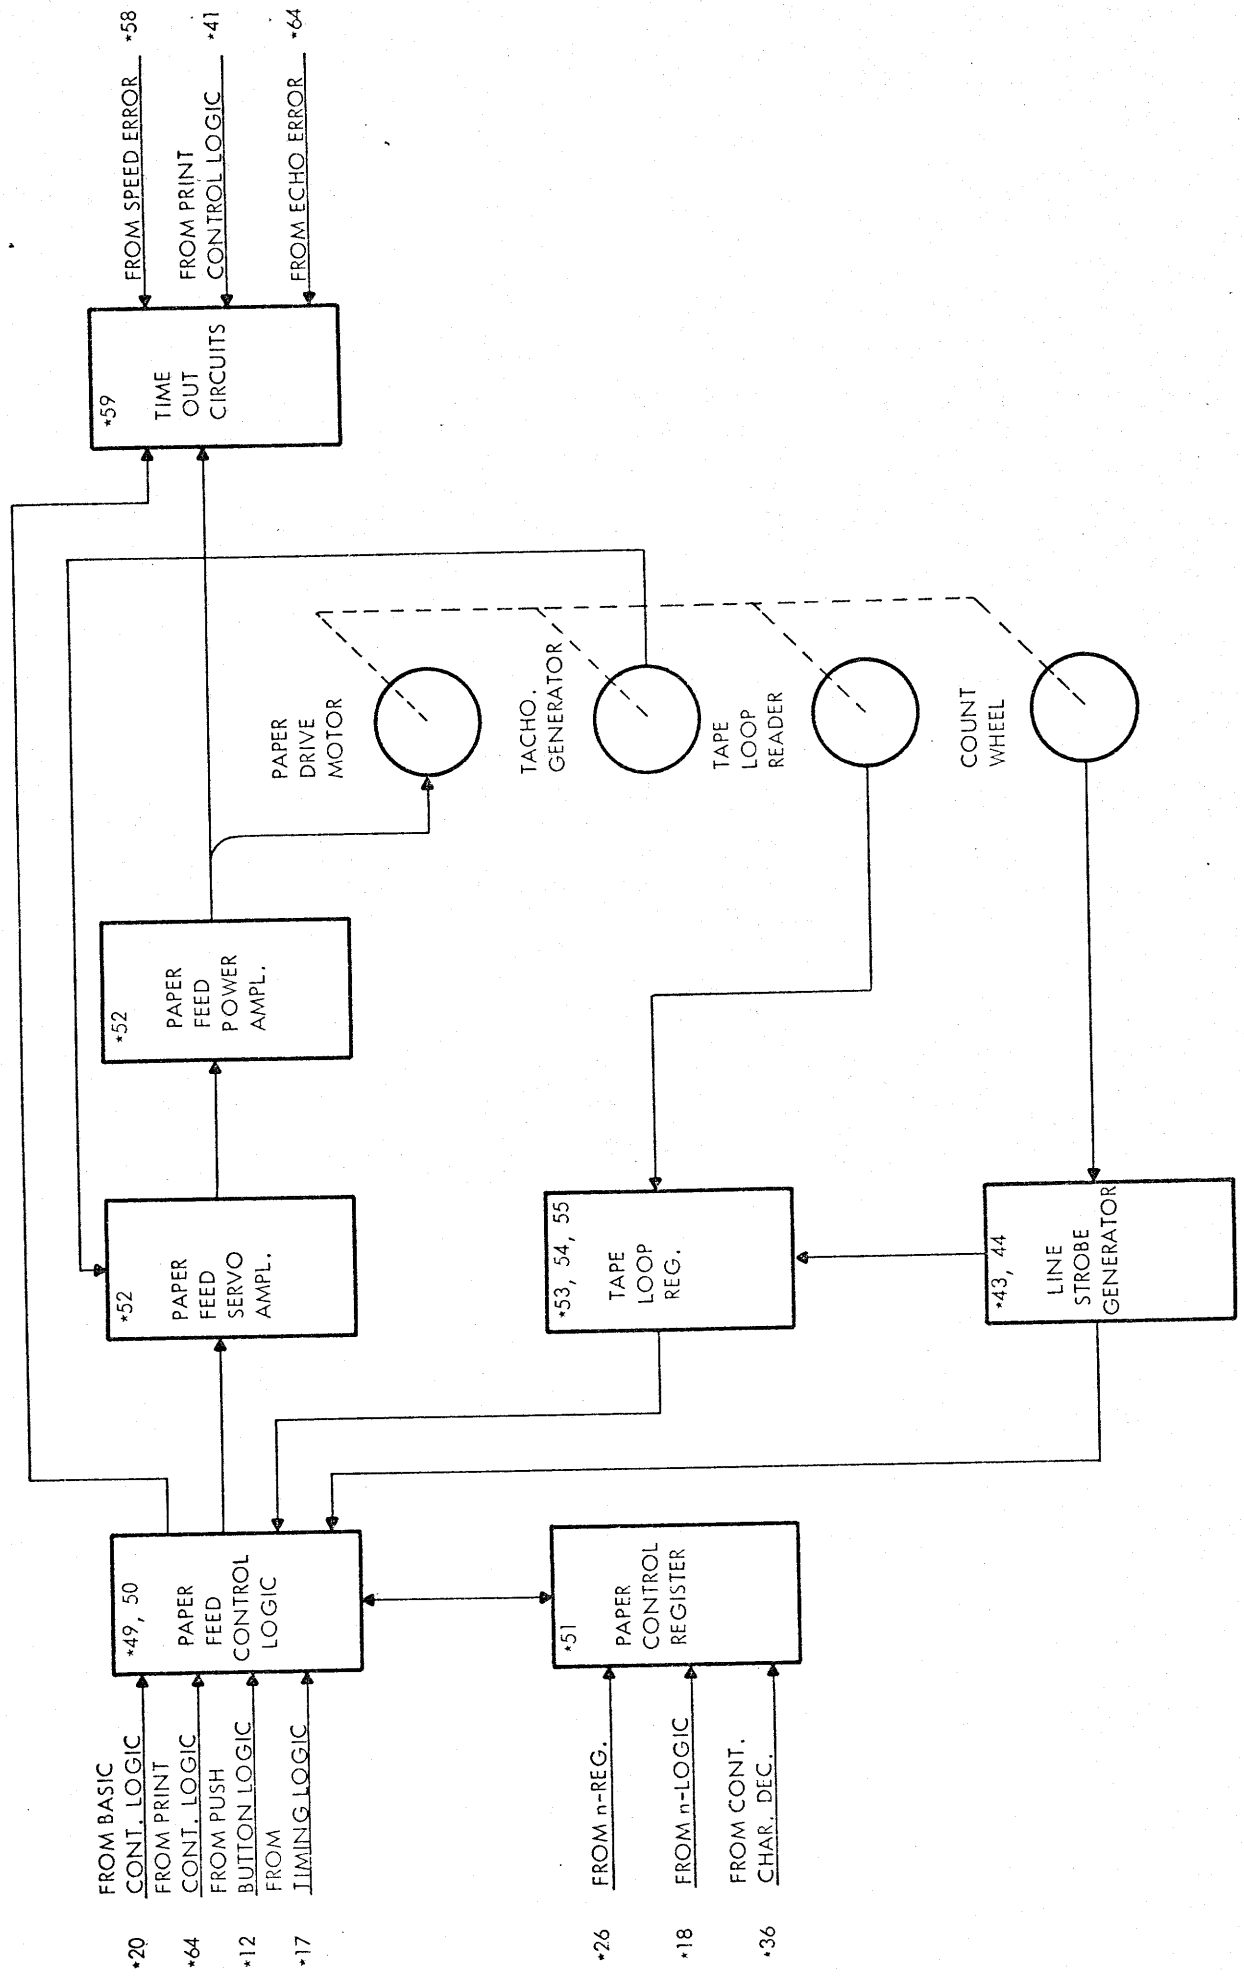 *20
FROM BASIC
CONT. LOGIC
*64
FROM PRINT
CONT. LOGIC
*12
FROM PUSH
BUTTON LOGIC
*17
FROM
TIMING LOGIC
*49, 50
PAPER
FEED
CONTROL
LOGIC
*52
PAPER
FEED
SERVO
AMPL.
*52
PAPER
FEED
POWER
AMPL.
*59
TIME
OUT
CIRCUITS
FROM SPEED ERROR
*58
FROM PRINT
CONTROL LOGIC
*41
FROM ECHO ERROR
*64
PAPER
DRIVE
MOTOR
TACHO.
GENERATOR
TAPE
LOOP
READER
COUNT
WHEEL
*26
FROM n-REG.
*18
FROM n-LOGIC
*36
FROM CONT.
CHAR. DEC.
*51
PAPER
CONTROL
REGISTER
*53, 54, 55
TAPE
LOOP
REG.
*43, 44
LINE
STROBE
GENERATOR